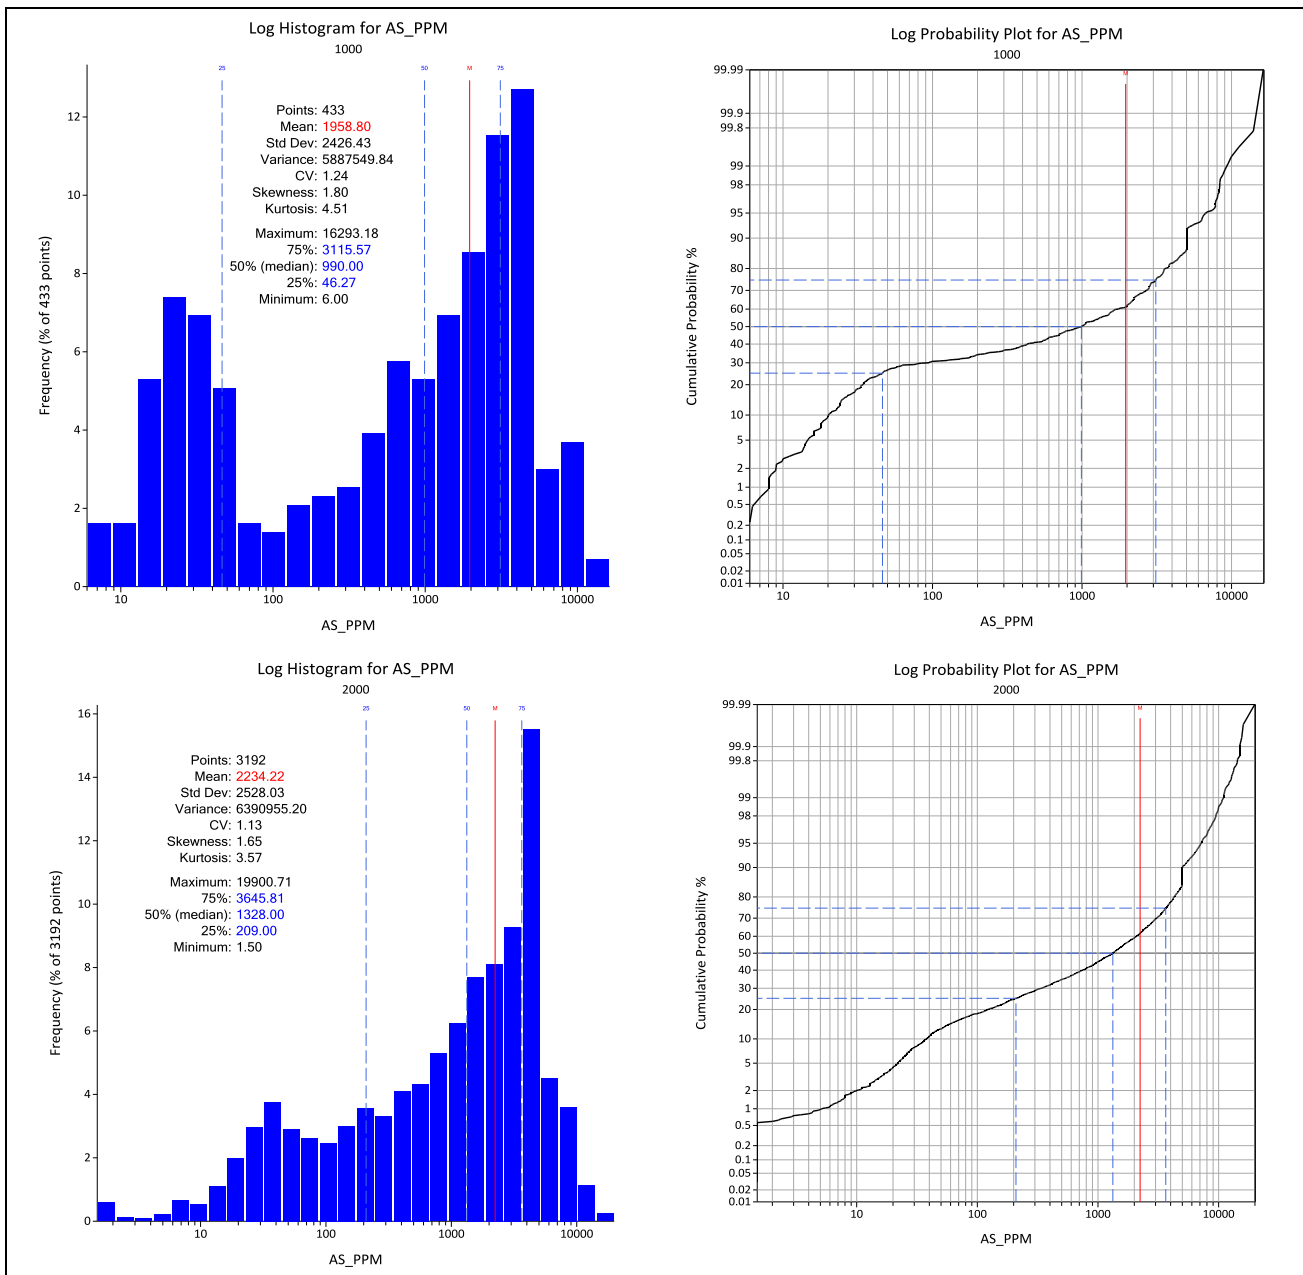 Log Histogram for AS_PPM
1000
25
50
M
75
Points: 433
Mean: 1958.80
Std Dev: 2426.43
Variance: 5887549.84
CV: 1.24
Skewness: 1.80
Kurtosis: 4.51
Maximum: 16293.18
75%: 3115.57
50% (median): 990.00
25%: 46.27
Minimum: 6.00
Frequency (% of 433 points)
12
10
8
6
4
2
0
10
100
1000
10000
AS_PPM
Log Probability Plot for AS_PPM
1000
M
Cumulative Probability %
99.99
99.9
99.8
99
98
95
90
80
70
60
50
40
30
20
10
5
2
1
0.5
0.2
0.1
0.05
0.02
0.01
10
100
1000
10000
AS_PPM
Log Histogram for AS_PPM
2000
25
50
M
75
Points: 3192
Mean: 2234.22
Std Dev: 2528.03
Variance: 6390955.20
CV: 1.13
Skewness: 1.65
Kurtosis: 3.57
Maximum: 19900.71
75%: 3645.81
50% (median): 1328.00
25%: 209.00
Minimum: 1.50
Frequency (% of 3192 points)
16
14
12
10
8
6
4
2
0
10
100
1000
10000
AS_PPM
Log Probability Plot for AS_PPM
2000
M
Cumulative Probability %
99.99
99.9
99.8
99
98
95
90
80
70
60
50
40
30
20
10
5
2
1
0.5
0.2
0.1
0.05
0.02
0.01
10
100
1000
10000
AS_PPM